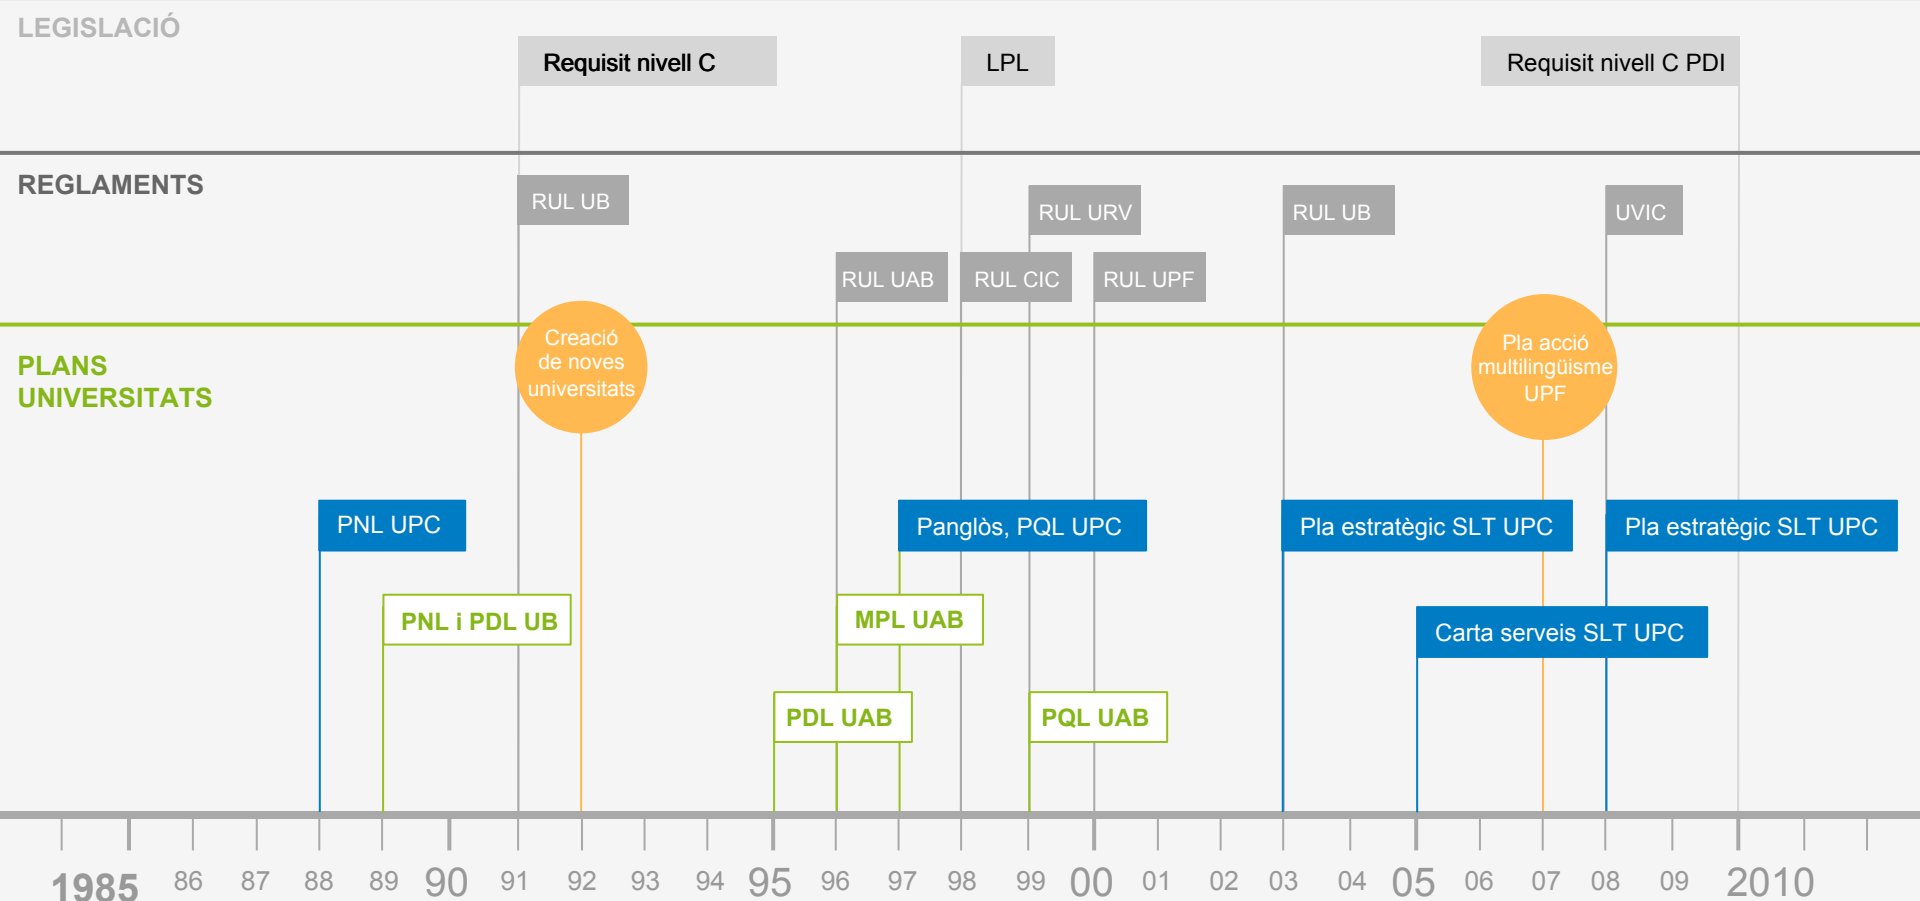 LEGISLACIÓ
Requisit nivell C
LPL
Requisit nivell C PDI
REGLAMENTS
RUL UB
RUL URV
RUL UB
UVIC
RUL UAB
RUL CIC
RUL UPF
PLANS
UNIVERSITATS
Creació
de noves
universitats
Pla acció
multilingüisme
UPF
PNL UPC
Panglòs, PQL UPC
Pla estratègic SLT UPC
Pla estratègic SLT UPC
PNL i PDL UB
MPL UAB
Carta serveis SLT UPC
PDL UAB
PQL UAB
1985 86 87 88 89 90 91 92 93 94 95 96 97 98 99 00 01 02 03 04 05 06 07 08 09 2010